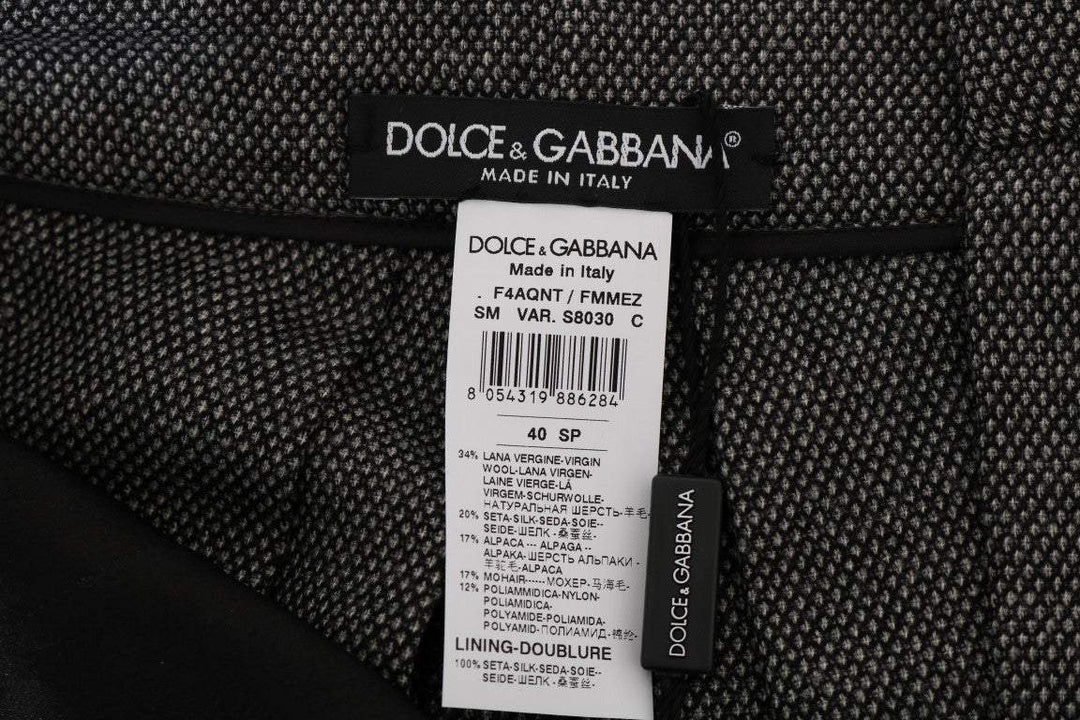 DOLCE & GABBANA®
MADE IN ITALY
DOLCE & GABBANA
Made in Italy
. F4AQNT / FMMEZ
SM VAR. S8030 C
8 054319 886284
40 SP
34% LANA VERGINE-VIRGIN
WOOL-LANA VIRGEN-
LAINE VIERGE-LÁ
VIRGEM-SCHURWOLLE-
НАТУРАЛЬНАЯ ШЕРСТЬ-羊毛-
20% SETA-SILK-SEDA-SOIE--
SEIDE-ШЕЛК -桑蚕丝-
17% ALPACA --- ALPAGA --
ALPAKA-ШЕРСТЬ АЛЬПАКИ -
羊驼毛-ALPACA
17% MOHAIR------МОХЕР-马海毛-
12% POLIAMMIDICA-NYLON-
POLIAMIDICA-
POLYAMIDE-POLIAMIDA-
POLYAMID-ПОЛИАМИД-锦纶-
LINING-DOUBLURE
100% SETA-SILK-SEDA-SOIE--
SEIDE-ШЕЛК -桑蚕丝-
DOLCE & GABBANA